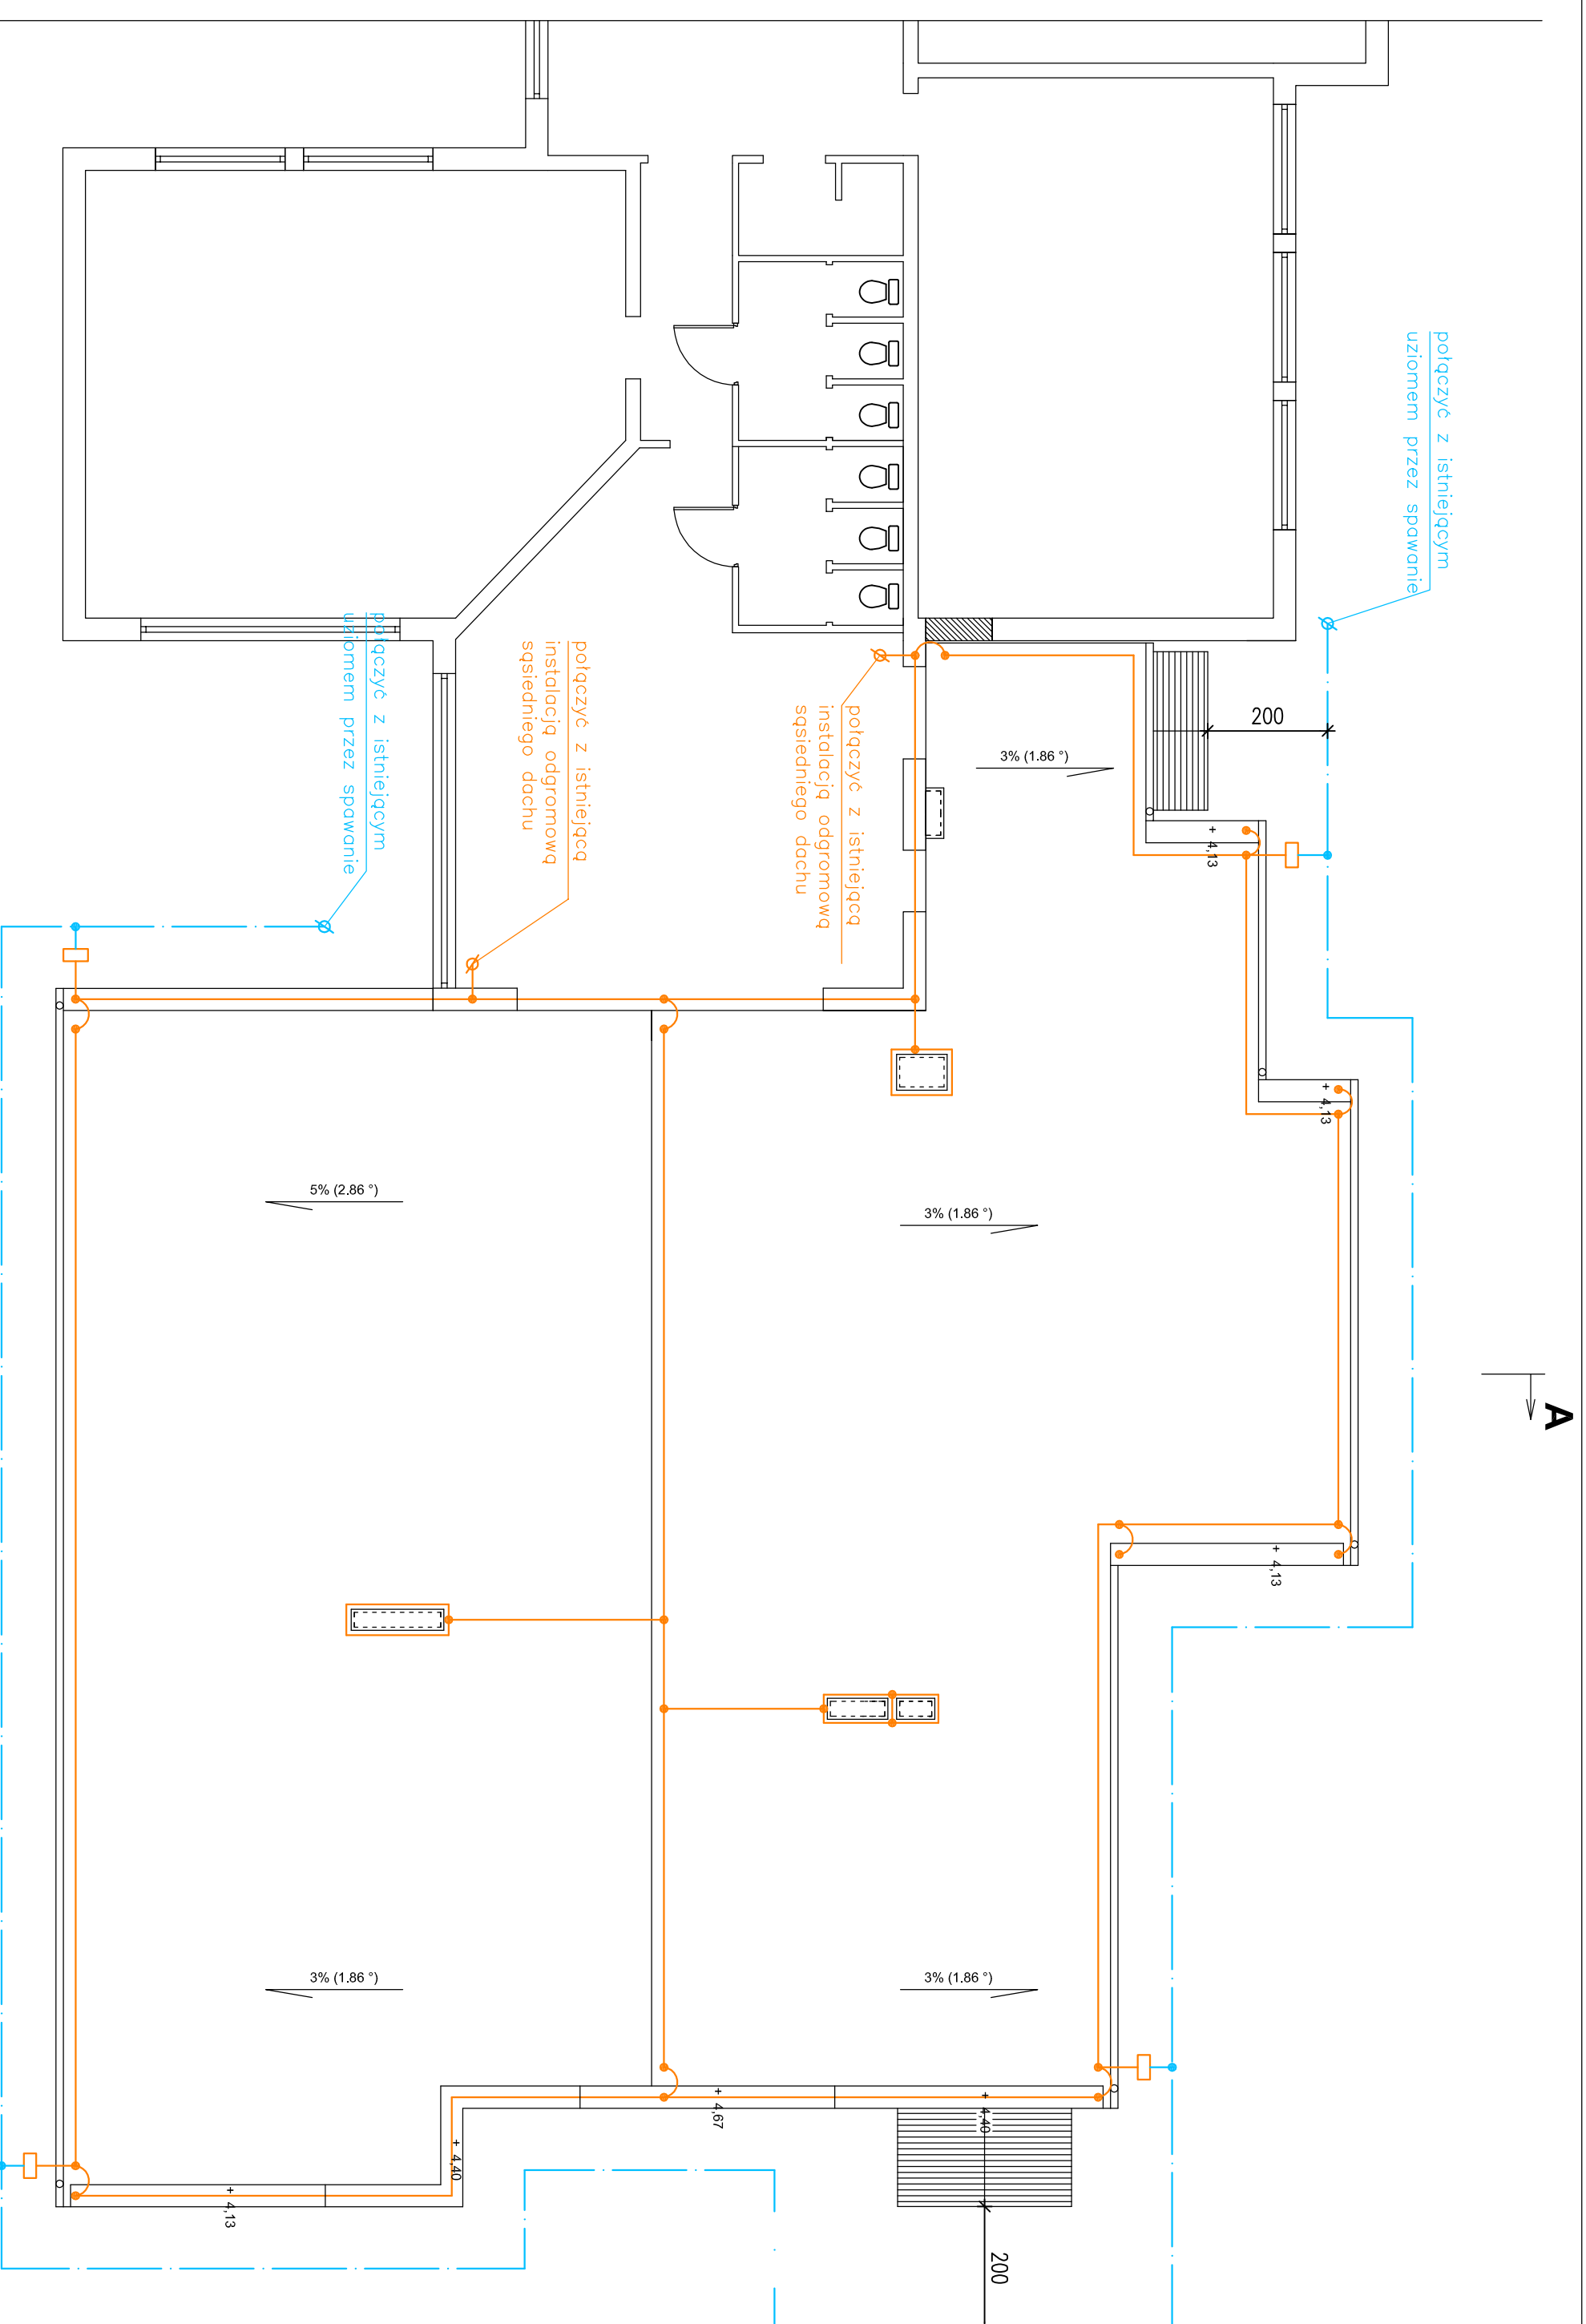 połączyć z istniejącym
uziomem przez spawanie
200
3% (1.86 °)
połączyć z istniejącym
uziomem przez spawanie
połączyć z istniejącą
instalacją odgromową
sąsiedniego dachu
połączyć z istniejącą
instalacją odgromową
sąsiedniego dachu
+ 4,13
+ 4,13
5% (2.86 °)
3% (1.86 °)
A
+ 4,13
3% (1.86 °)
3% (1.86 °)
+ 4,67
+ 4,40
+ 4,40
+ 4,13
200